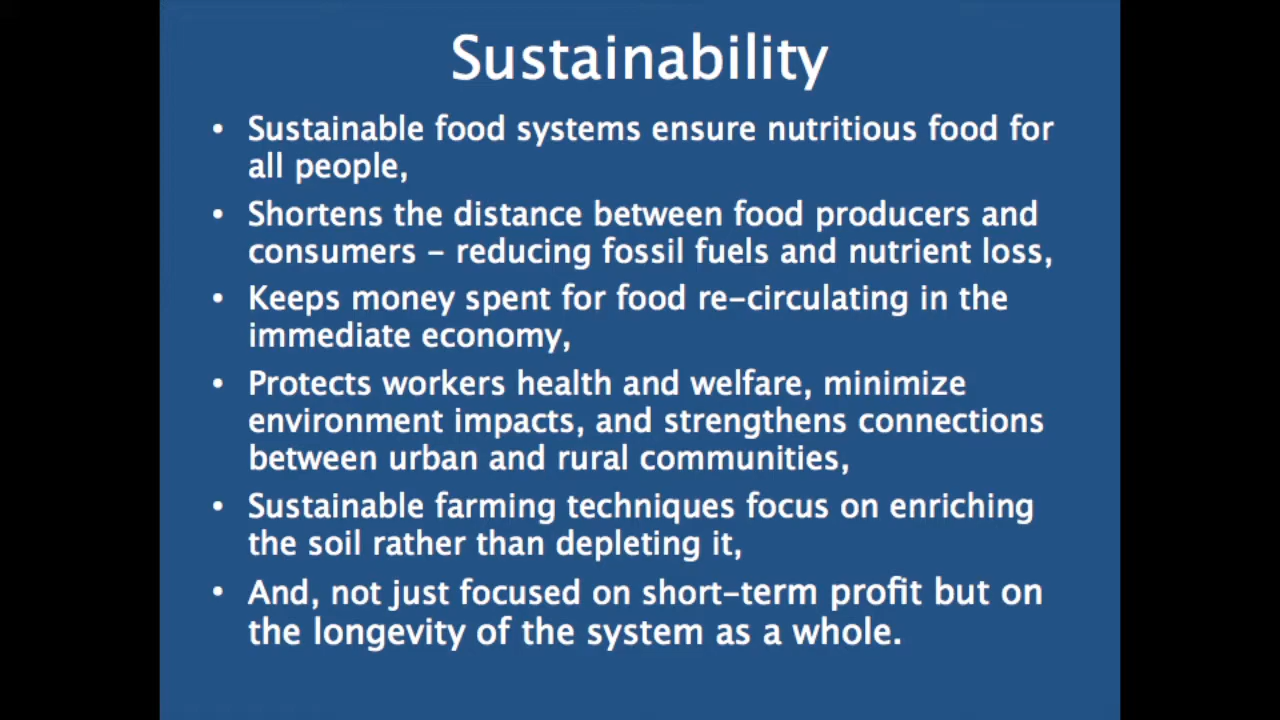 Sustainability
• Sustainable food systems ensure nutritious food for
all people,
• Shortens the distance between food producers and
consumers – reducing fossil fuels and nutrient loss,
• Keeps money spent for food re-circulating in the
immediate economy,
• Protects workers health and welfare, minimize
environment impacts, and strengthens connections
between urban and rural communities,
• Sustainable farming techniques focus on enriching
the soil rather than depleting it,
• And, not just focused on short-term profit but on
the longevity of the system as a whole.